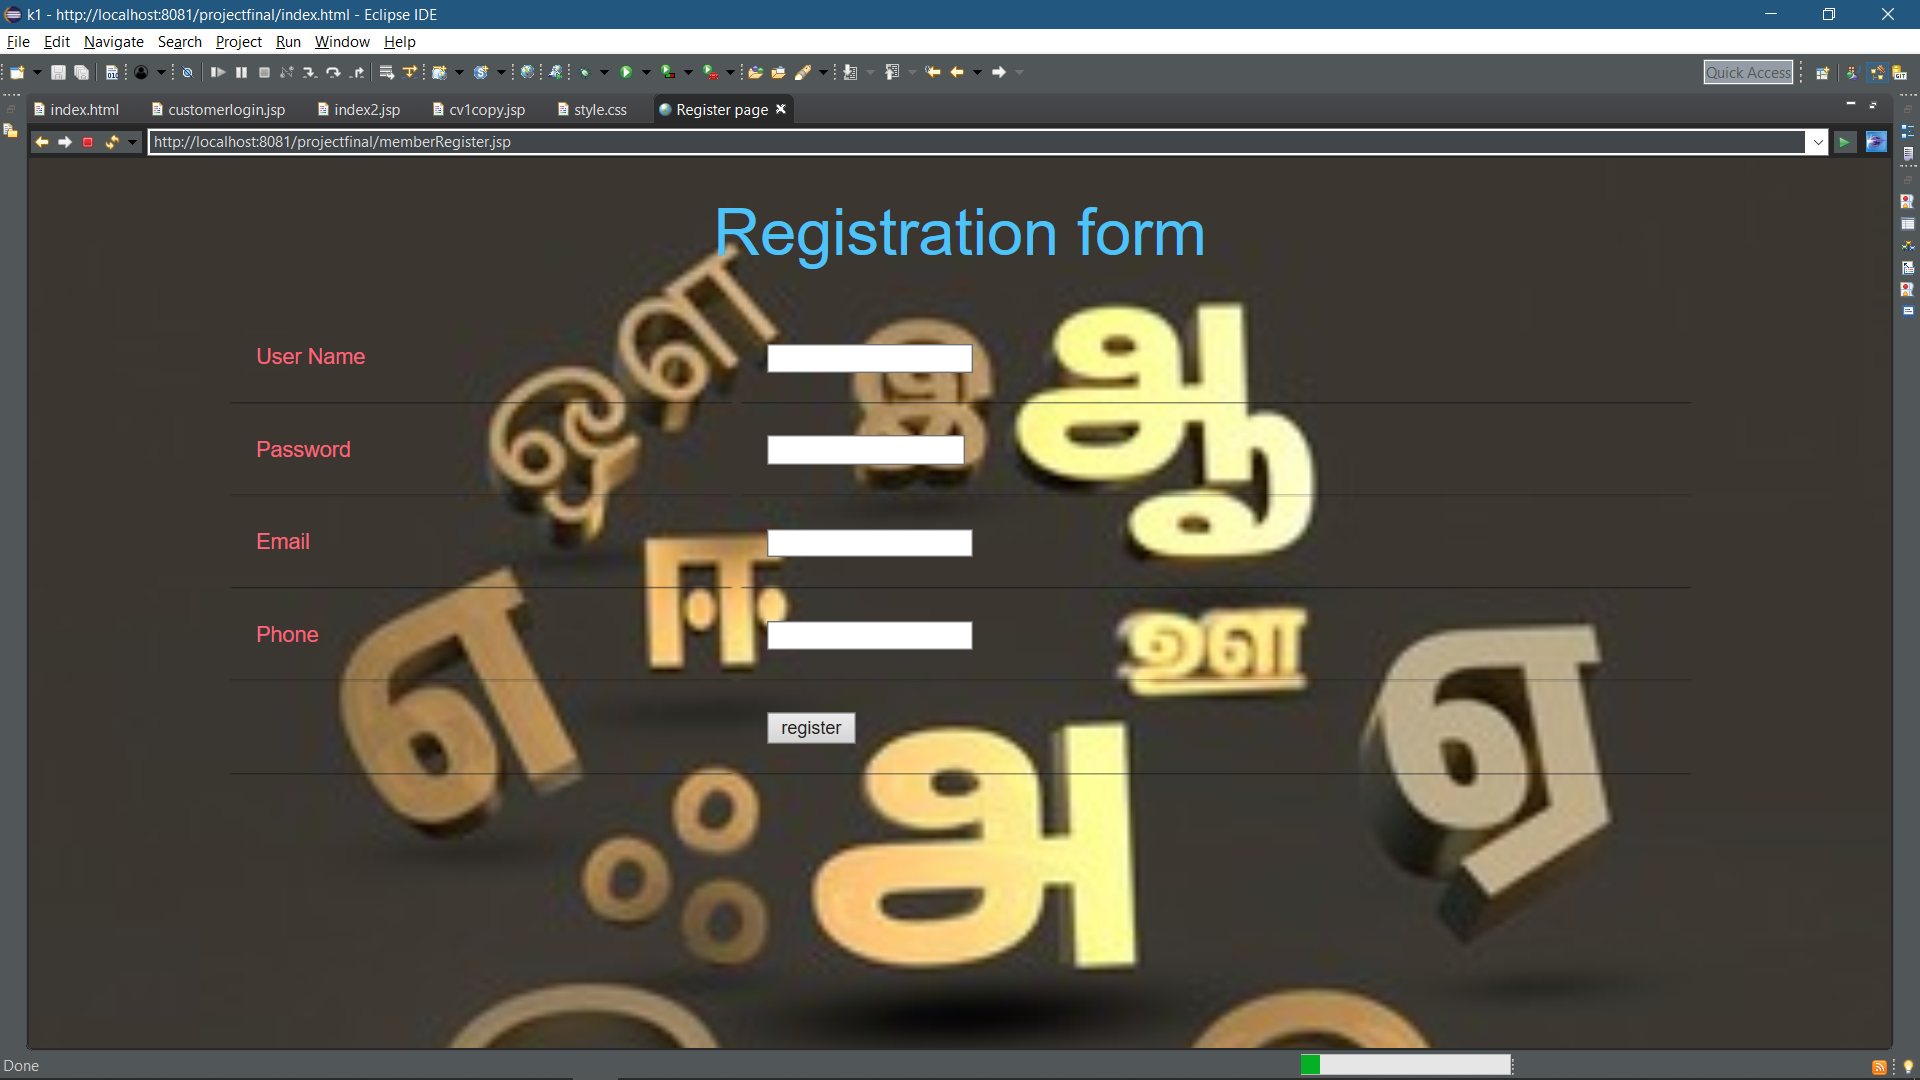 k1 - http://localhost:8081/projectfinal/index.html - Eclipse IDE
File Edit Navigate Search Project Run Window Help
Quick Access
index.html customerlogin.jsp index2.jsp cv1copy.jsp style.css Register page
http://localhost:8081/projectfinal/memberRegister.jsp
Registration form
ஒள
இ
ஆ
User Name
Password
Email
ஈ
Phone
எ
ஊ
ஏ
register
ஃ
அ
Done